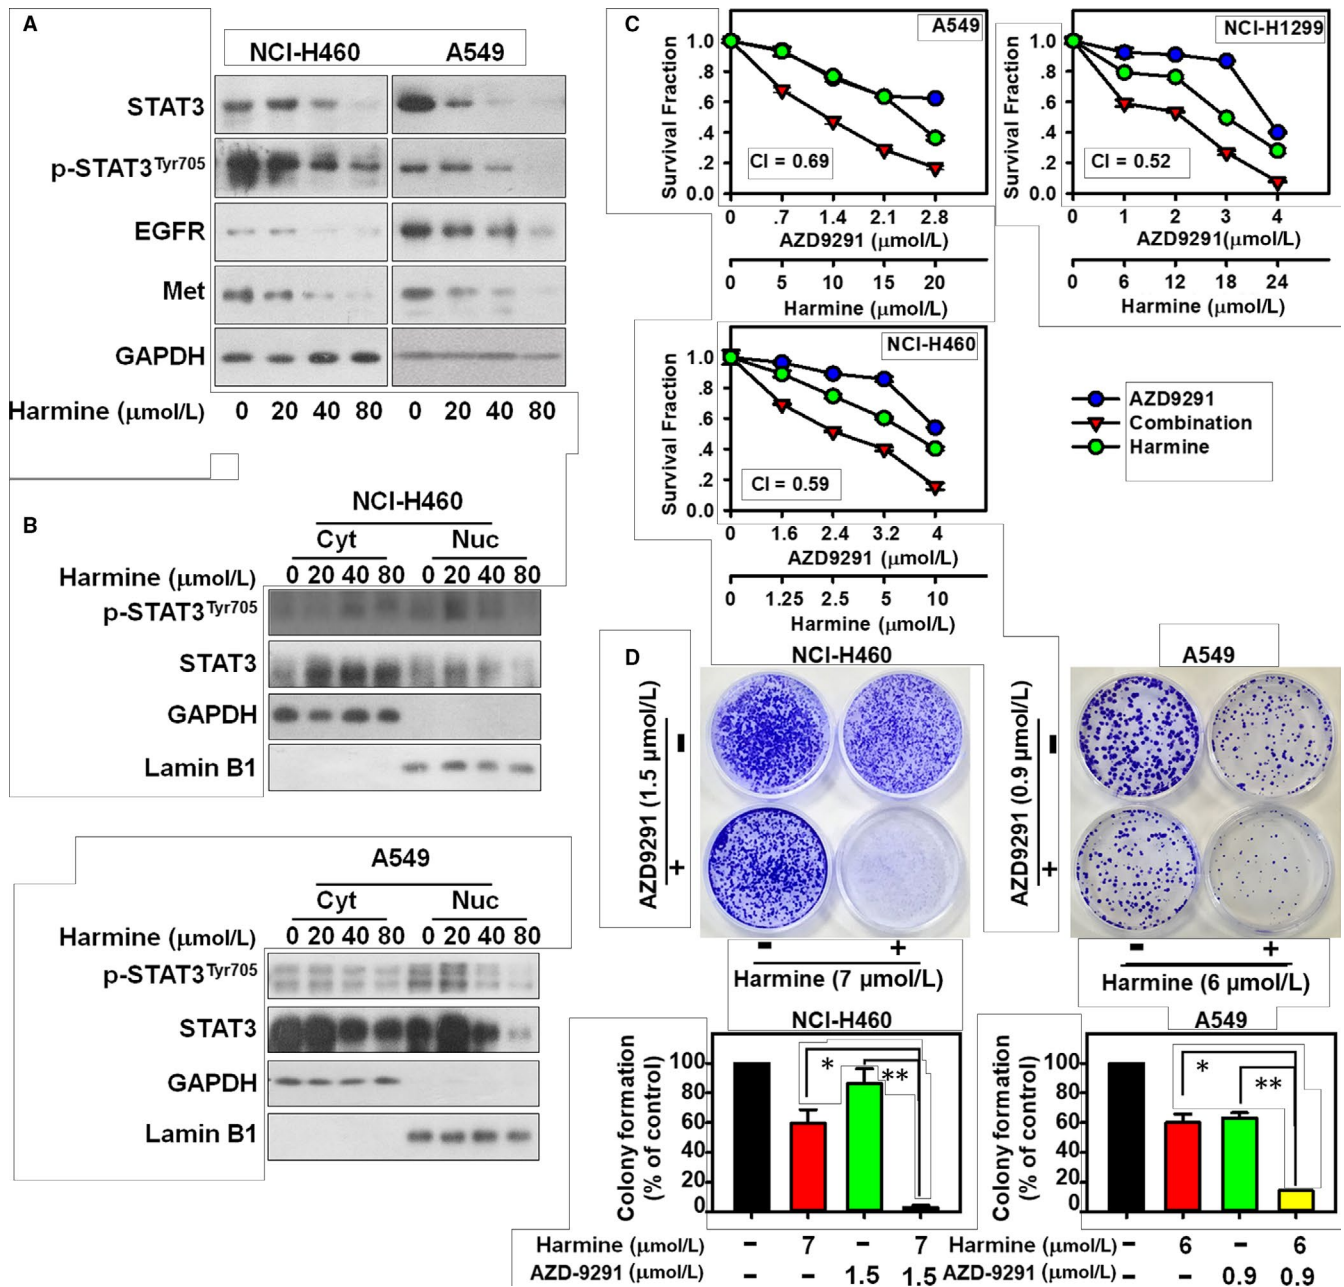 A
NCI-H460 A549
STAT3
p-STAT3Tyr705
EGFR
Met
GAPDH
Harmine (μmol/L) 0 20 40 80 0 20 40 80
B
NCI-H460
Cyt Nuc
Harmine (μmol/L) 0 20 40 80 0 20 40 80
p-STAT3Tyr705
STAT3
GAPDH
Lamin B1
A549
Cyt Nuc
Harmine (μmol/L) 0 20 40 80 0 20 40 80
p-STAT3Tyr705
STAT3
GAPDH
Lamin B1
C
A549
Survival Fraction
1.0
.8
.6
.4
.2
0.0
CI = 0.69
0 .7 1.4 2.1 2.8
AZD9291 (μmol/L)
0 5 10 15 20
Harmine (μmol/L)
NCI-H1299
Survival Fraction
1.0
.8
.6
.4
.2
0.0
CI = 0.52
0 1 2 3 4
AZD9291(μmol/L)
0 6 12 18 24
Harmine (μmol/L)
NCI-H460
Survival Fraction
1.0
.8
.6
.4
.2
0.0
CI = 0.59
0 1.6 2.4 3.2 4
AZD9291 (μmol/L)
0 1.25 2.5 5 10
Harmine (μmol/L)
AZD9291
Combination
Harmine
D
NCI-H460
AZD9291 (1.5 μmol/L)
- +
- +
Harmine (7 μmol/L)
A549
AZD9291 (0.9 μmol/L)
- +
- +
Harmine (6 μmol/L)
NCI-H460
Colony formation
(% of control)
100
80
60
40
20
0
* **
Harmine (μmol/L) - 7 - 7
AZD-9291 (μmol/L) - - 1.5 1.5
A549
Colony formation
(% of control)
100
80
60
40
20
0
* **
Harmine (μmol/L) - 6 - 6
AZD-9291 (μmol/L) - - 0.9 0.9